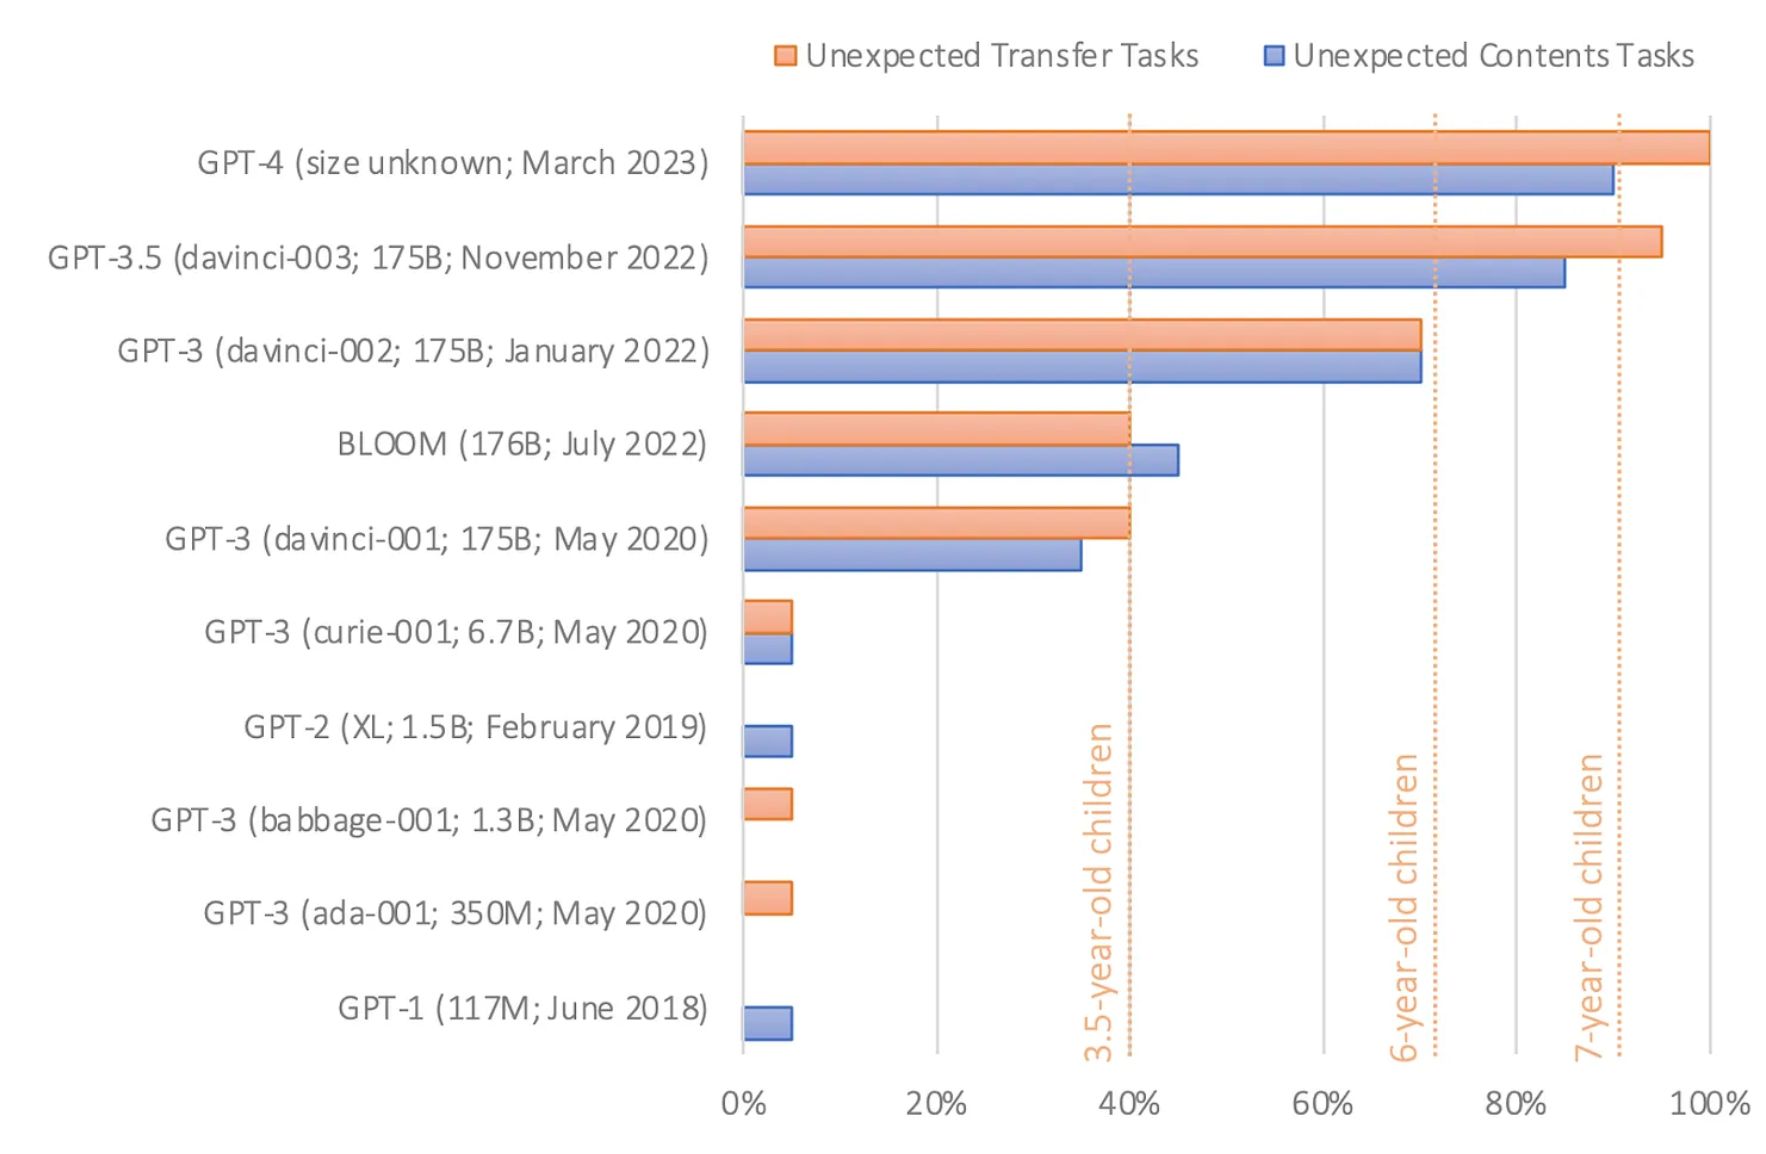 Unexpected Transfer Tasks
Unexpected Contents Tasks
GPT-4 (size unknown; March 2023)
GPT-3.5 (davinci-003; 175B; November 2022)
GPT-3 (davinci-002; 175B; January 2022)
BLOOM (176B; July 2022)
GPT-3 (davinci-001; 175B; May 2020)
GPT-3 (curie-001; 6.7B; May 2020)
GPT-2 (XL; 1.5B; February 2019)
GPT-3 (babbage-001; 1.3B; May 2020)
GPT-3 (ada-001; 350M; May 2020)
GPT-1 (117M; June 2018)
3.5-year-old children
6-year-old children
7-year-old children
0%
20%
40%
60%
80%
100%